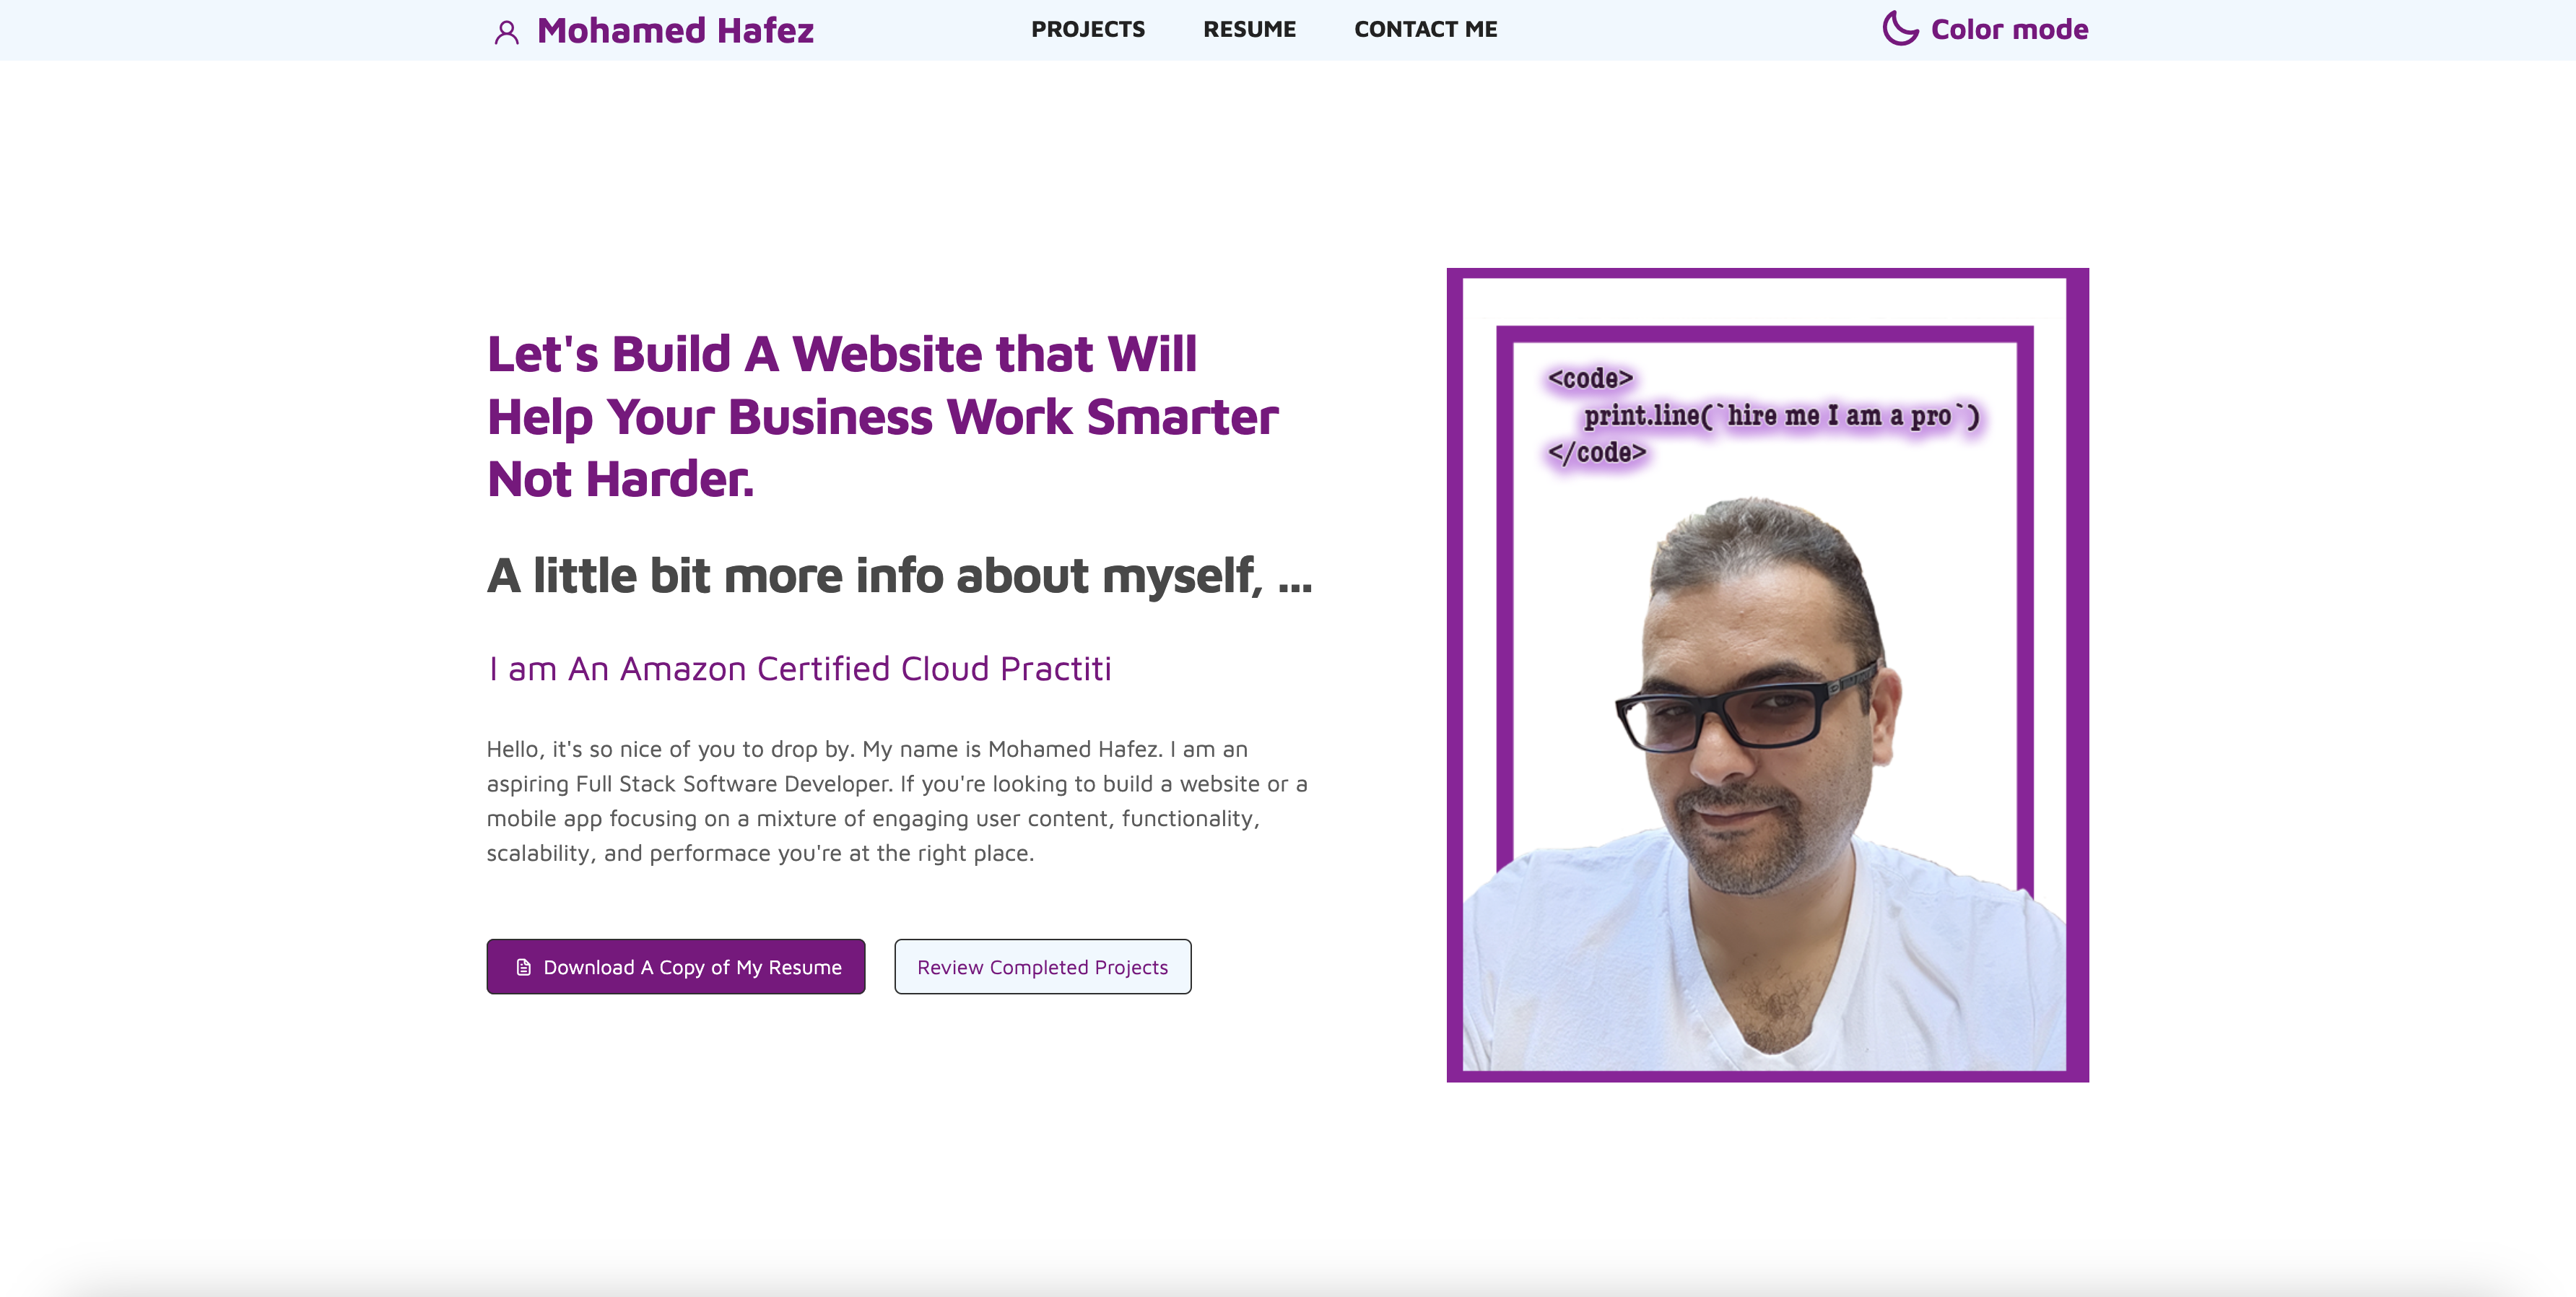 Mohamed Hafez
PROJECTS
RESUME
CONTACT ME
Color mode
Let's Build A Website that Will
Help Your Business Work Smarter
Not Harder.
A little bit more info about myself, ...
I am An Amazon Certified Cloud Practiti
Hello, it's so nice of you to drop by. My name is Mohamed Hafez. I am an
aspiring Full Stack Software Developer. If you're looking to build a website or a
mobile app focusing on a mixture of engaging user content, functionality,
scalability, and performace you're at the right place.
Download A Copy of My Resume
Review Completed Projects
<code>
print.line(`hire me I am a pro`)
</code>